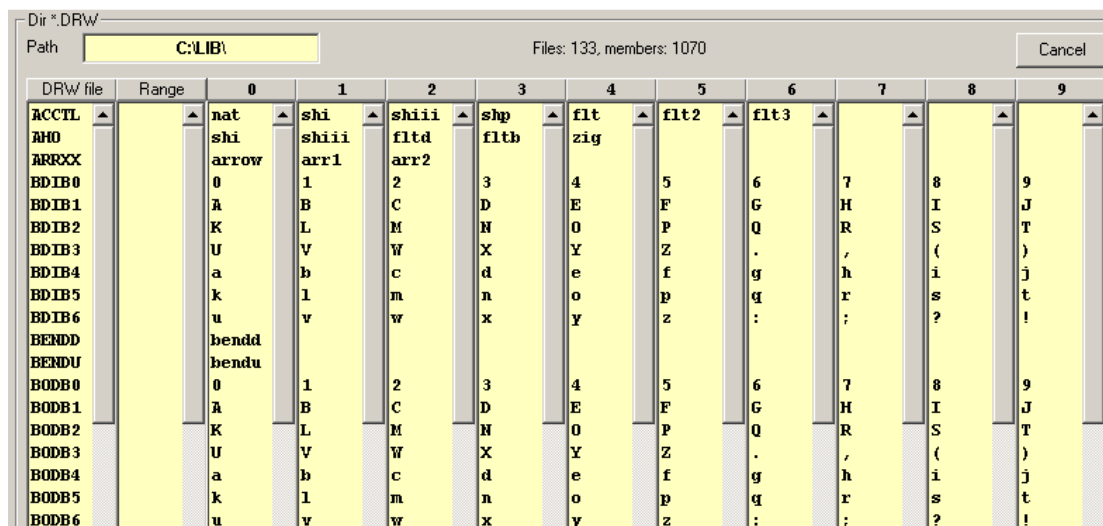 Dir *.DRW
Path C:\LIB\ Files: 133, members: 1070 Cancel
DRW file Range 0 1 2 3 4 5 6 7 8 9
ACCTL nat shi shiii shp flt flt2 flt3
AHO shi shiii fltd fltb zig
ARRXX arrow arr1 arr2
BDIB0 0 1 2 3 4 5 6 7 8 9
BDIB1 A B C D E F G H I J
BDIB2 K L M N O P Q R S T
BDIB3 U V W X Y Z . , ( )
BDIB4 a b c d e f g h i j
BDIB5 k l m n o p q r s t
BDIB6 u v w x y z : ; ? !
BENDD bendd
BENDU bendu
BODB0 0 1 2 3 4 5 6 7 8 9
BODB1 A B C D E F G H I J
BODB2 K L M N O P Q R S T
BODB3 U V W X Y Z . , ( )
BODB4 a b c d e f g h i j
BODB5 k l m n o p q r s t
BODB6 u v w x y z : ; ? !